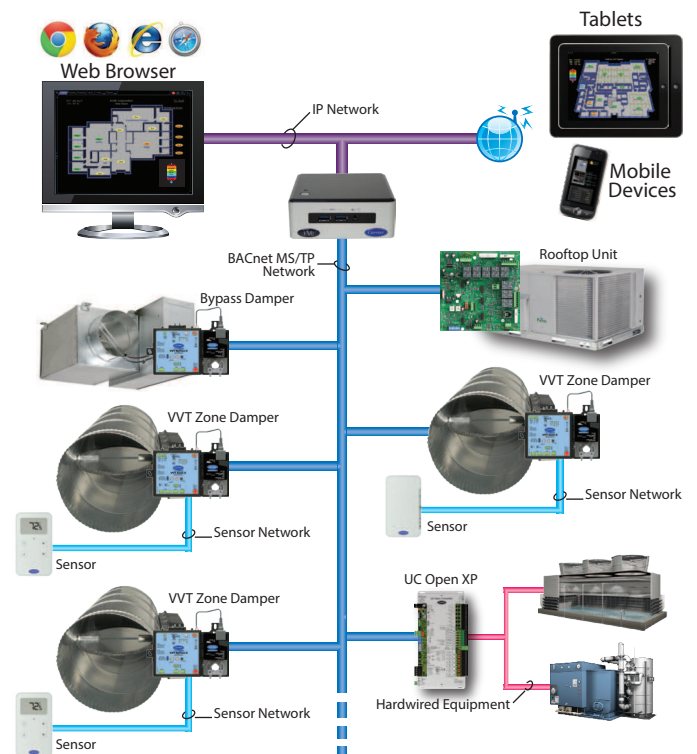 Tablets
Web Browser
IP Network
Mobile
Devices
BACnet MS/TP
Network
Rooftop Unit
Bypass Damper
VVT Zone Damper
VVT Zone Damper
Sensor Network
Sensor
Sensor Network
Sensor
UC Open XP
VVT Zone Damper
Hardwired Equipment
Sensor Network
Sensor